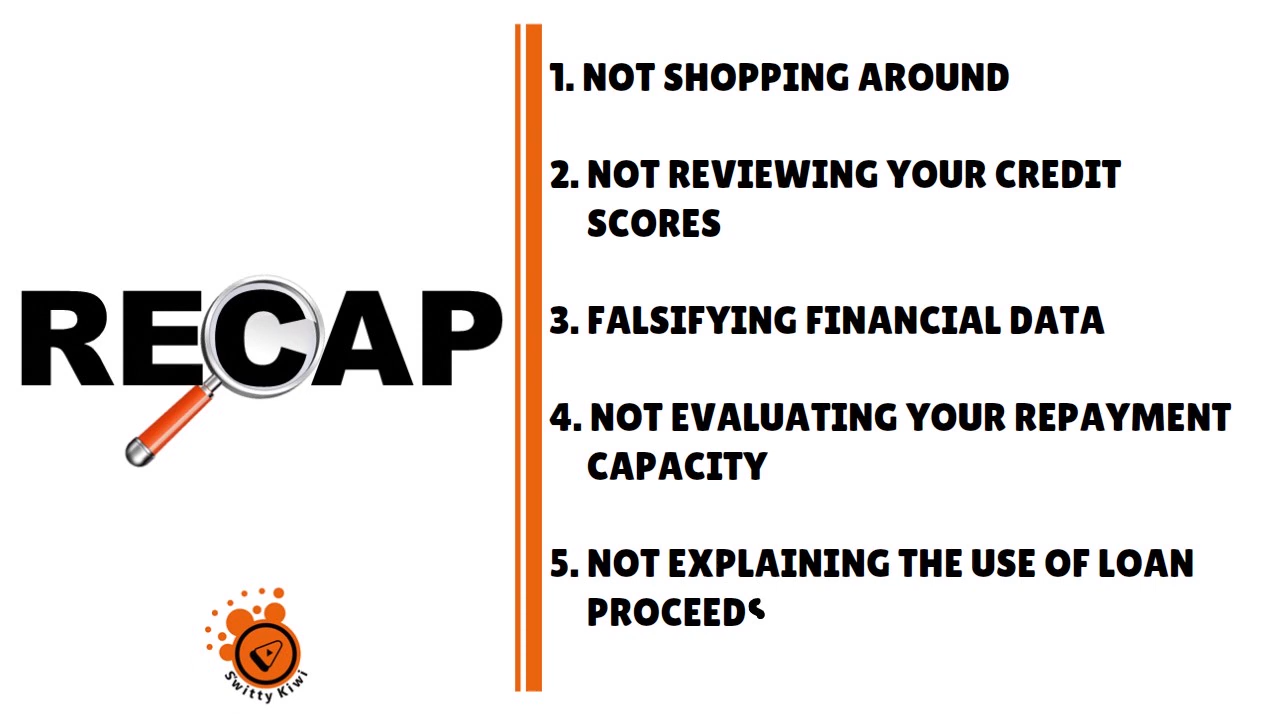 RECAP
Switty Kiwi
1. NOT SHOPPING AROUND
2. NOT REVIEWING YOUR CREDIT
SCORES
3. FALSIFYING FINANCIAL DATA
4. NOT EVALUATING YOUR REPAYMENT
CAPACITY
5. NOT EXPLAINING THE USE OF LOAN
PROCEEDS